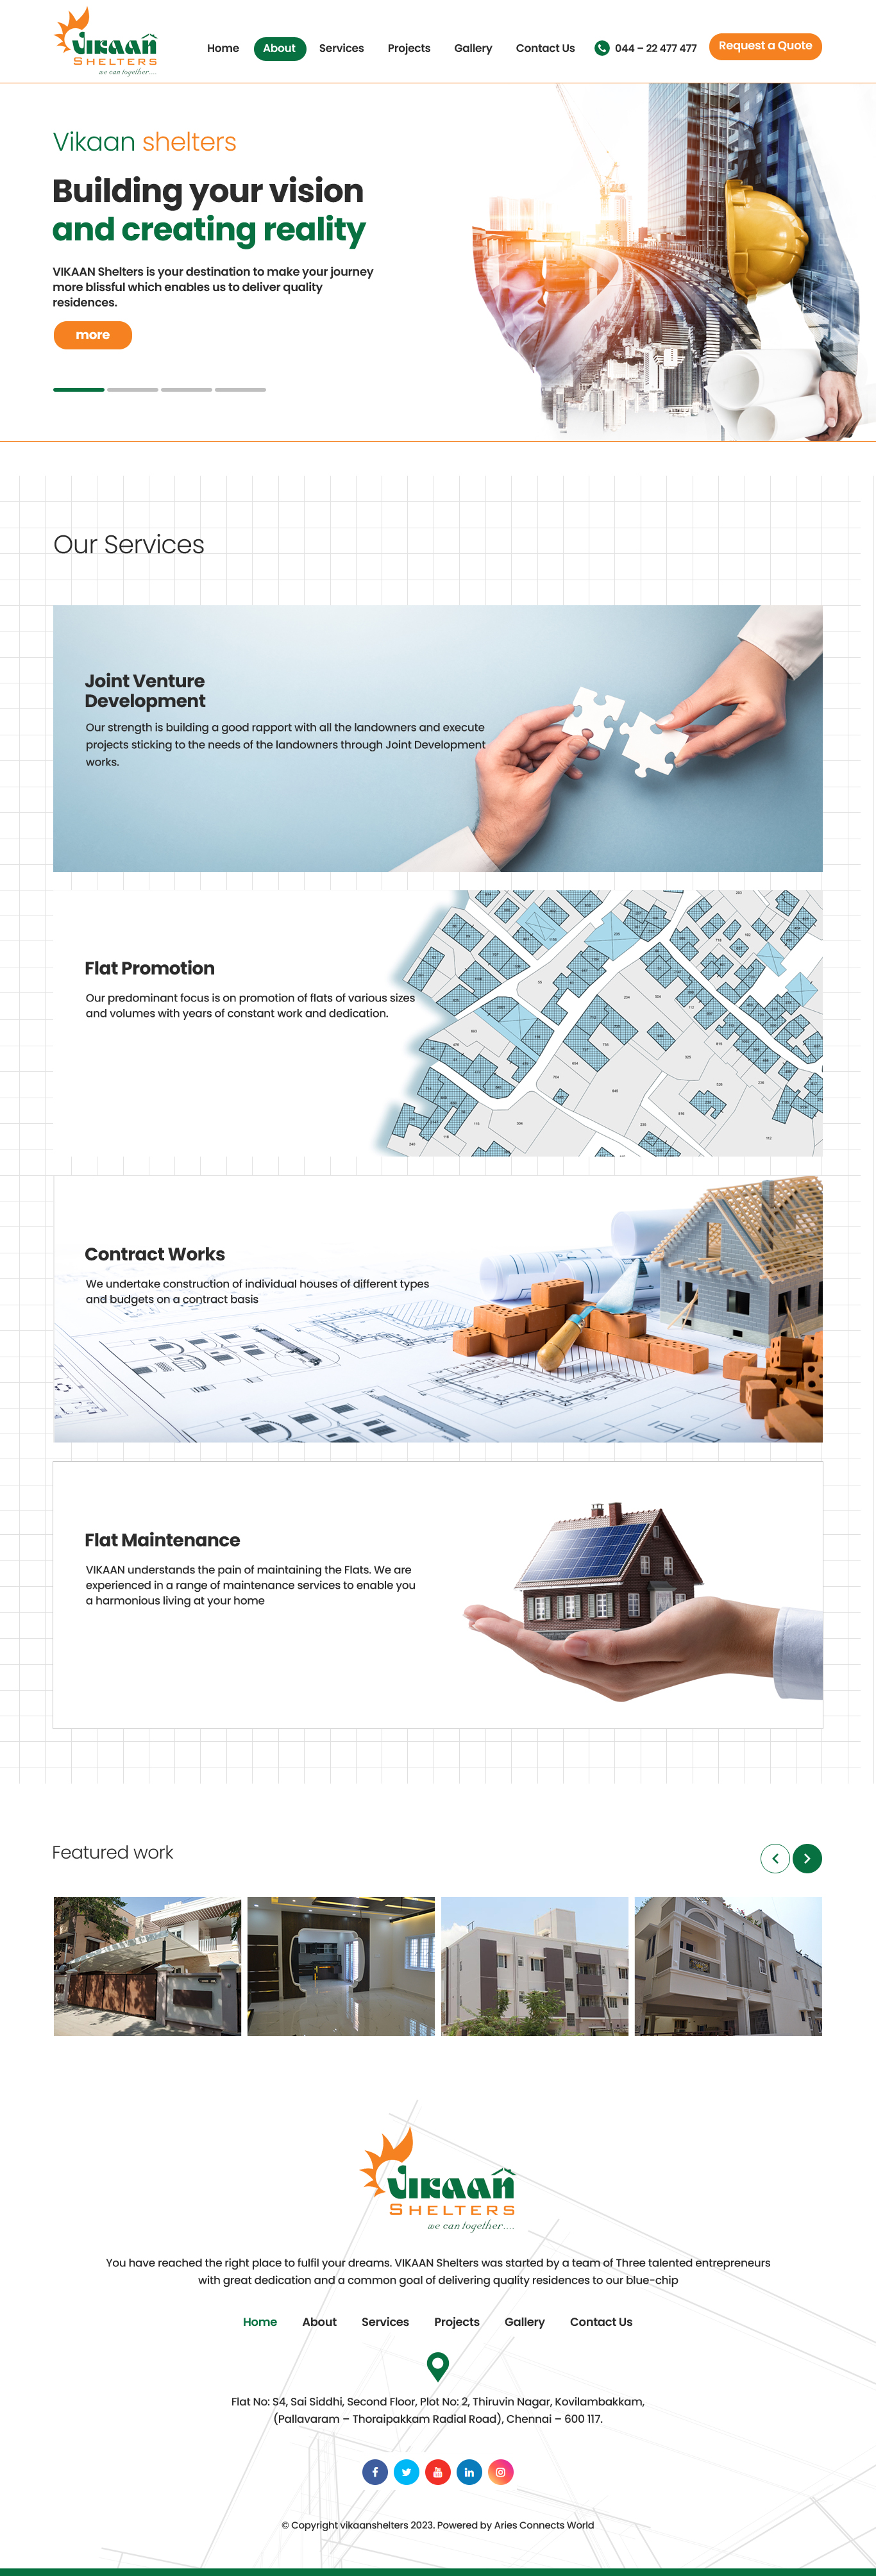 VIKAAN
SHELTERS
we can together....
Home About Services Projects Gallery Contact Us 044 – 22 477 477 Request a Quote
Vikaan shelters
Building your vision
and creating reality
VIKAAN Shelters is your destination to make your journey
more blissful which enables us to deliver quality
residences.
more
Our Services
Joint Venture
Development
Our strength is building a good rapport with all the landowners and execute
projects sticking to the needs of the landowners through Joint Development
works.
Flat Promotion
Our predominant focus is on promotion of flats of various sizes
and volumes with years of constant work and dedication.
Contract Works
We undertake construction of individual houses of different types
and budgets on a contract basis
Flat Maintenance
VIKAAN understands the pain of maintaining the Flats. We are
experienced in a range of maintenance services to enable you
a harmonious living at your home
Featured work
VIKAAN
SHELTERS
we can together....
You have reached the right place to fulfil your dreams. VIKAAN Shelters was started by a team of Three talented entrepreneurs
with great dedication and a common goal of delivering quality residences to our blue-chip
Home About Services Projects Gallery Contact Us
Flat No: S4, Sai Siddhi, Second Floor, Plot No: 2, Thiruvin Nagar, Kovilambakkam,
(Pallavaram – Thoraipakkam Radial Road), Chennai – 600 117.
© Copyright vikaanshelters 2023. Powered by Aries Connects World